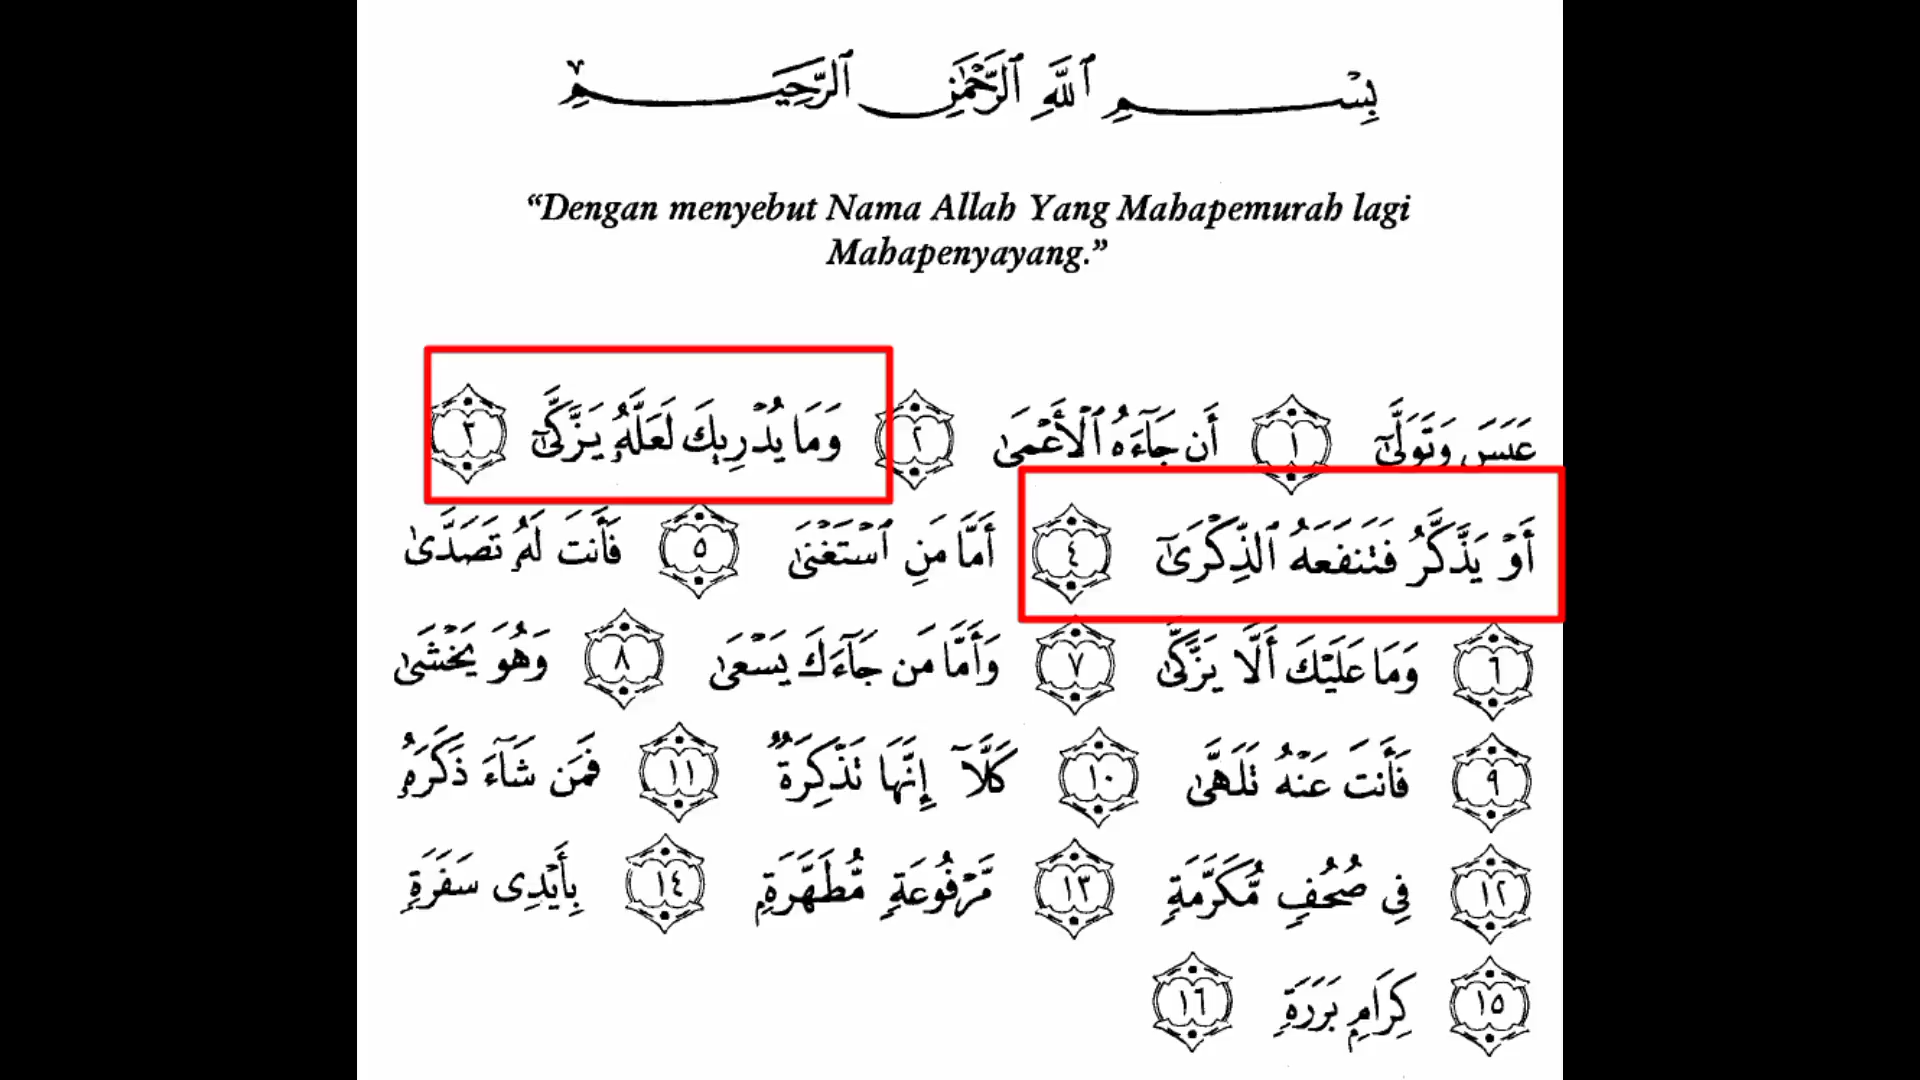 بِسْمِ ٱللَّهِ ٱلرَّحْمَٰنِ ٱلرَّحِيمِ
“Dengan menyebut Nama Allah Yang Mahapemurah lagi
Mahapenyayang.”
عَبَسَ وَتَوَلَّىٰٓ ١ أَن جَآءَهُ ٱلْأَعْمَىٰ ٢ وَمَا يُدْرِيكَ لَعَلَّهُۥ يَزَّكَّىٰٓ ٣
أَوْ يَذَّكَّرُ فَتَنفَعَهُ ٱلذِّكْرَىٰٓ ٤ أَمَّا مَنِ ٱسْتَغْنَىٰ ٥ فَأَنتَ لَهُۥ تَصَدَّىٰ
٦ وَمَا عَلَيْكَ أَلَّا يَزَّكَّىٰ ٧ وَأَمَّا مَن جَآءَكَ يَسْعَىٰ ٨ وَهُوَ يَخْشَىٰ
٩ فَأَنتَ عَنْهُ تَلَهَّىٰ ١٠ كَلَّآ إِنَّهَا تَذْكِرَةٌ ١١ فَمَن شَآءَ ذَكَرَهُۥ
١٢ فِى صُحُفٍ مُّكَرَّمَةٍ ١٣ مَّرْفُوعَةٍ مُّطَهَّرَةٍۭ ١٤ بِأَيْدِى سَفَرَةٍ
١٥ كِرَامٍۭ بَرَرَةٍ ١٦